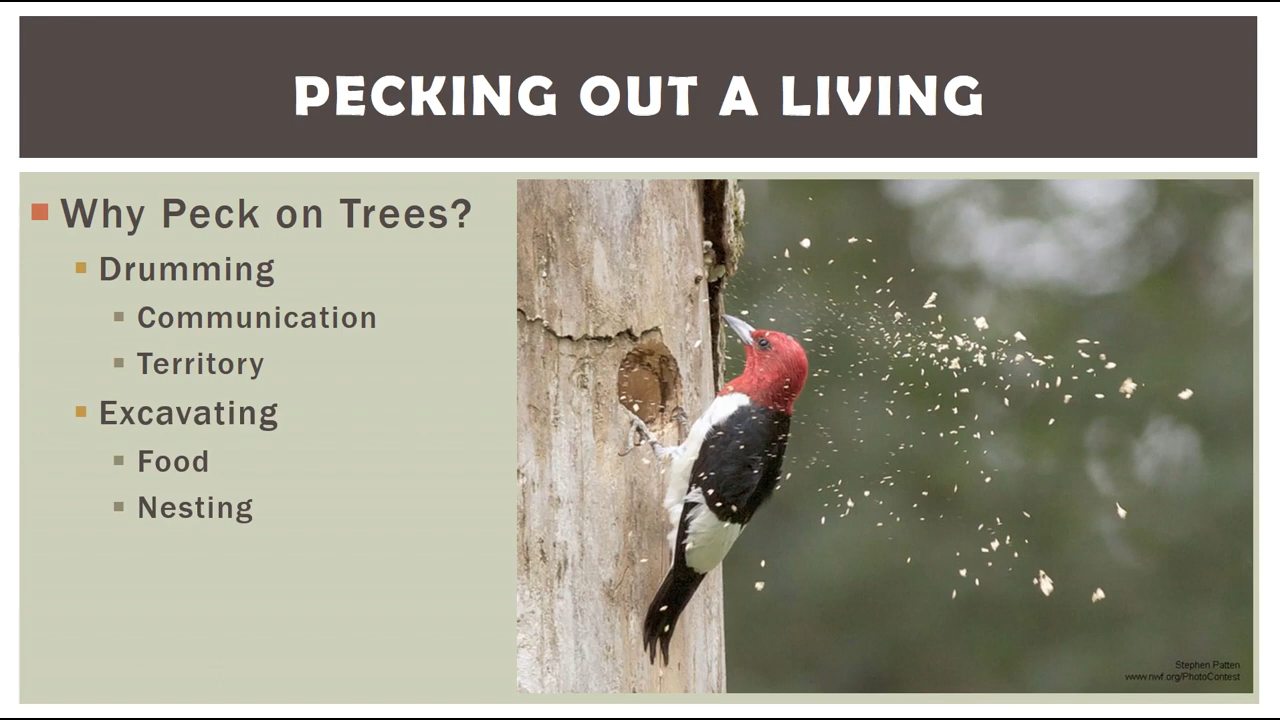 PECKING OUT A LIVING
Why Peck on Trees?
Drumming
Communication
Territory
Excavating
Food
Nesting
Stephen Patten
www.nwf.org/PhotoContest